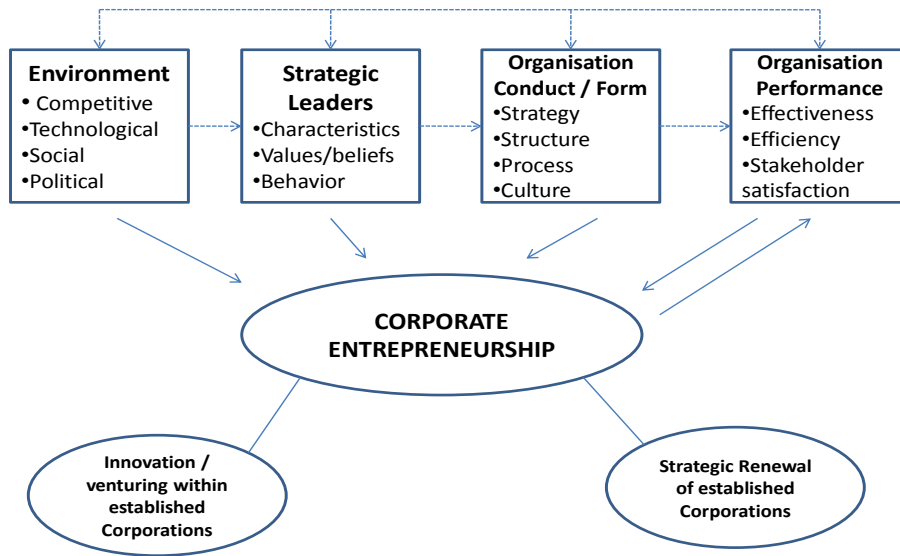 Environment
• Competitive
•Technological
•Social
•Political
Strategic
Leaders
•Characteristics
•Values/beliefs
•Behavior
Organisation
Conduct / Form
•Strategy
•Structure
•Process
•Culture
Organisation
Performance
•Effectiveness
•Efficiency
•Stakeholder
satisfaction
CORPORATE
ENTREPRENEURSHIP
Innovation /
venturing within
established
Corporations
Strategic Renewal
of established
Corporations